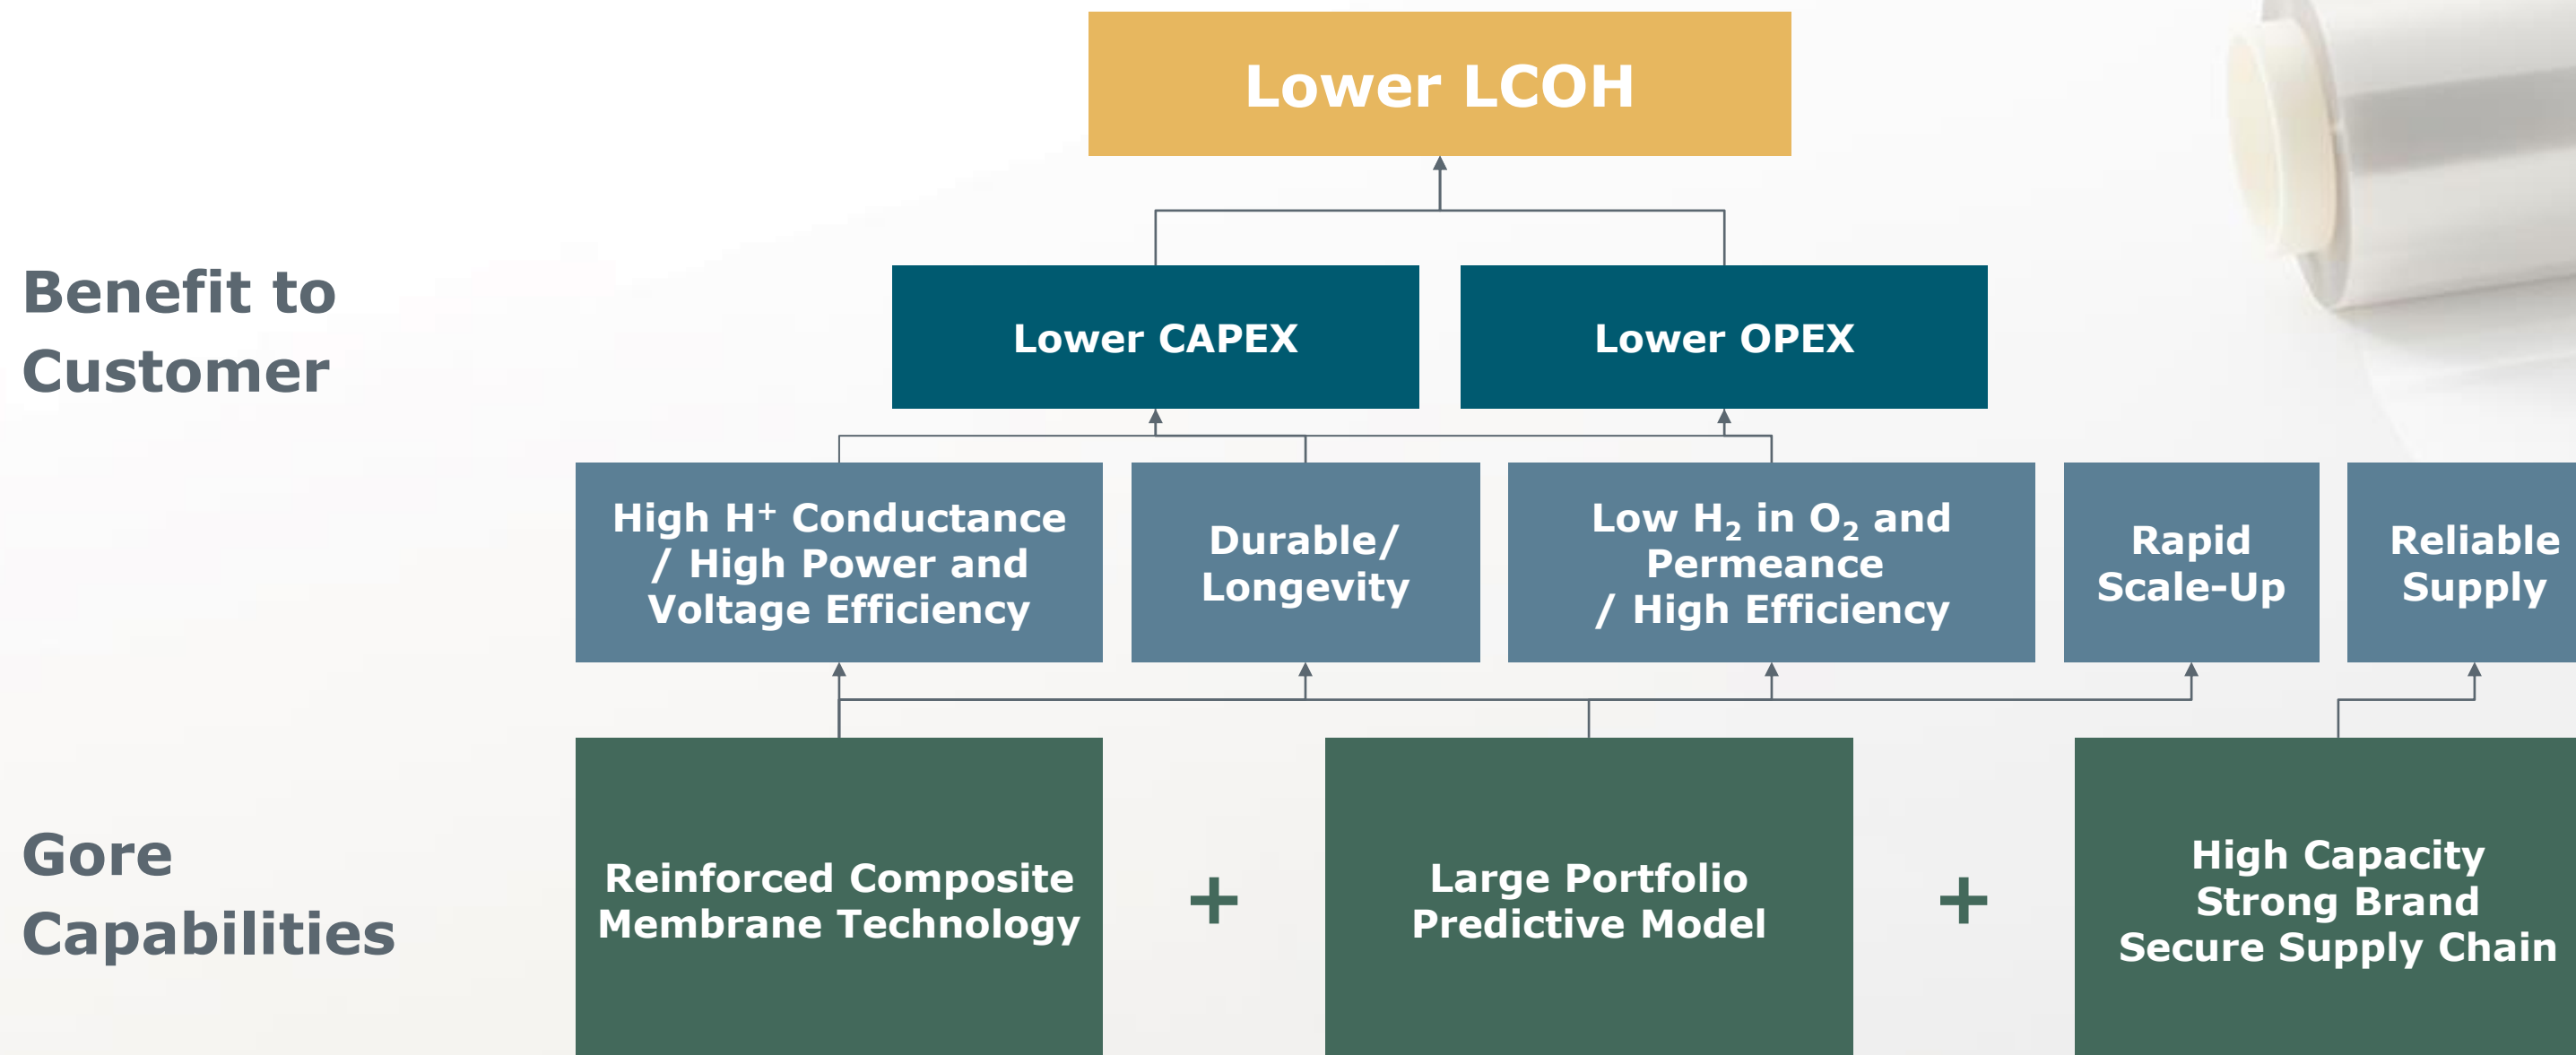 Lower LCOH
Benefit to
Customer
Lower CAPEX
Lower OPEX
High H⁺ Conductance
/ High Power and
Voltage Efficiency
Durable/
Longevity
Low H₂ in O₂ and
Permeance
/ High Efficiency
Rapid
Scale-Up
Reliable
Supply
Gore
Capabilities
Reinforced Composite
Membrane Technology
+
Large Portfolio
Predictive Model
+
High Capacity
Strong Brand
Secure Supply Chain